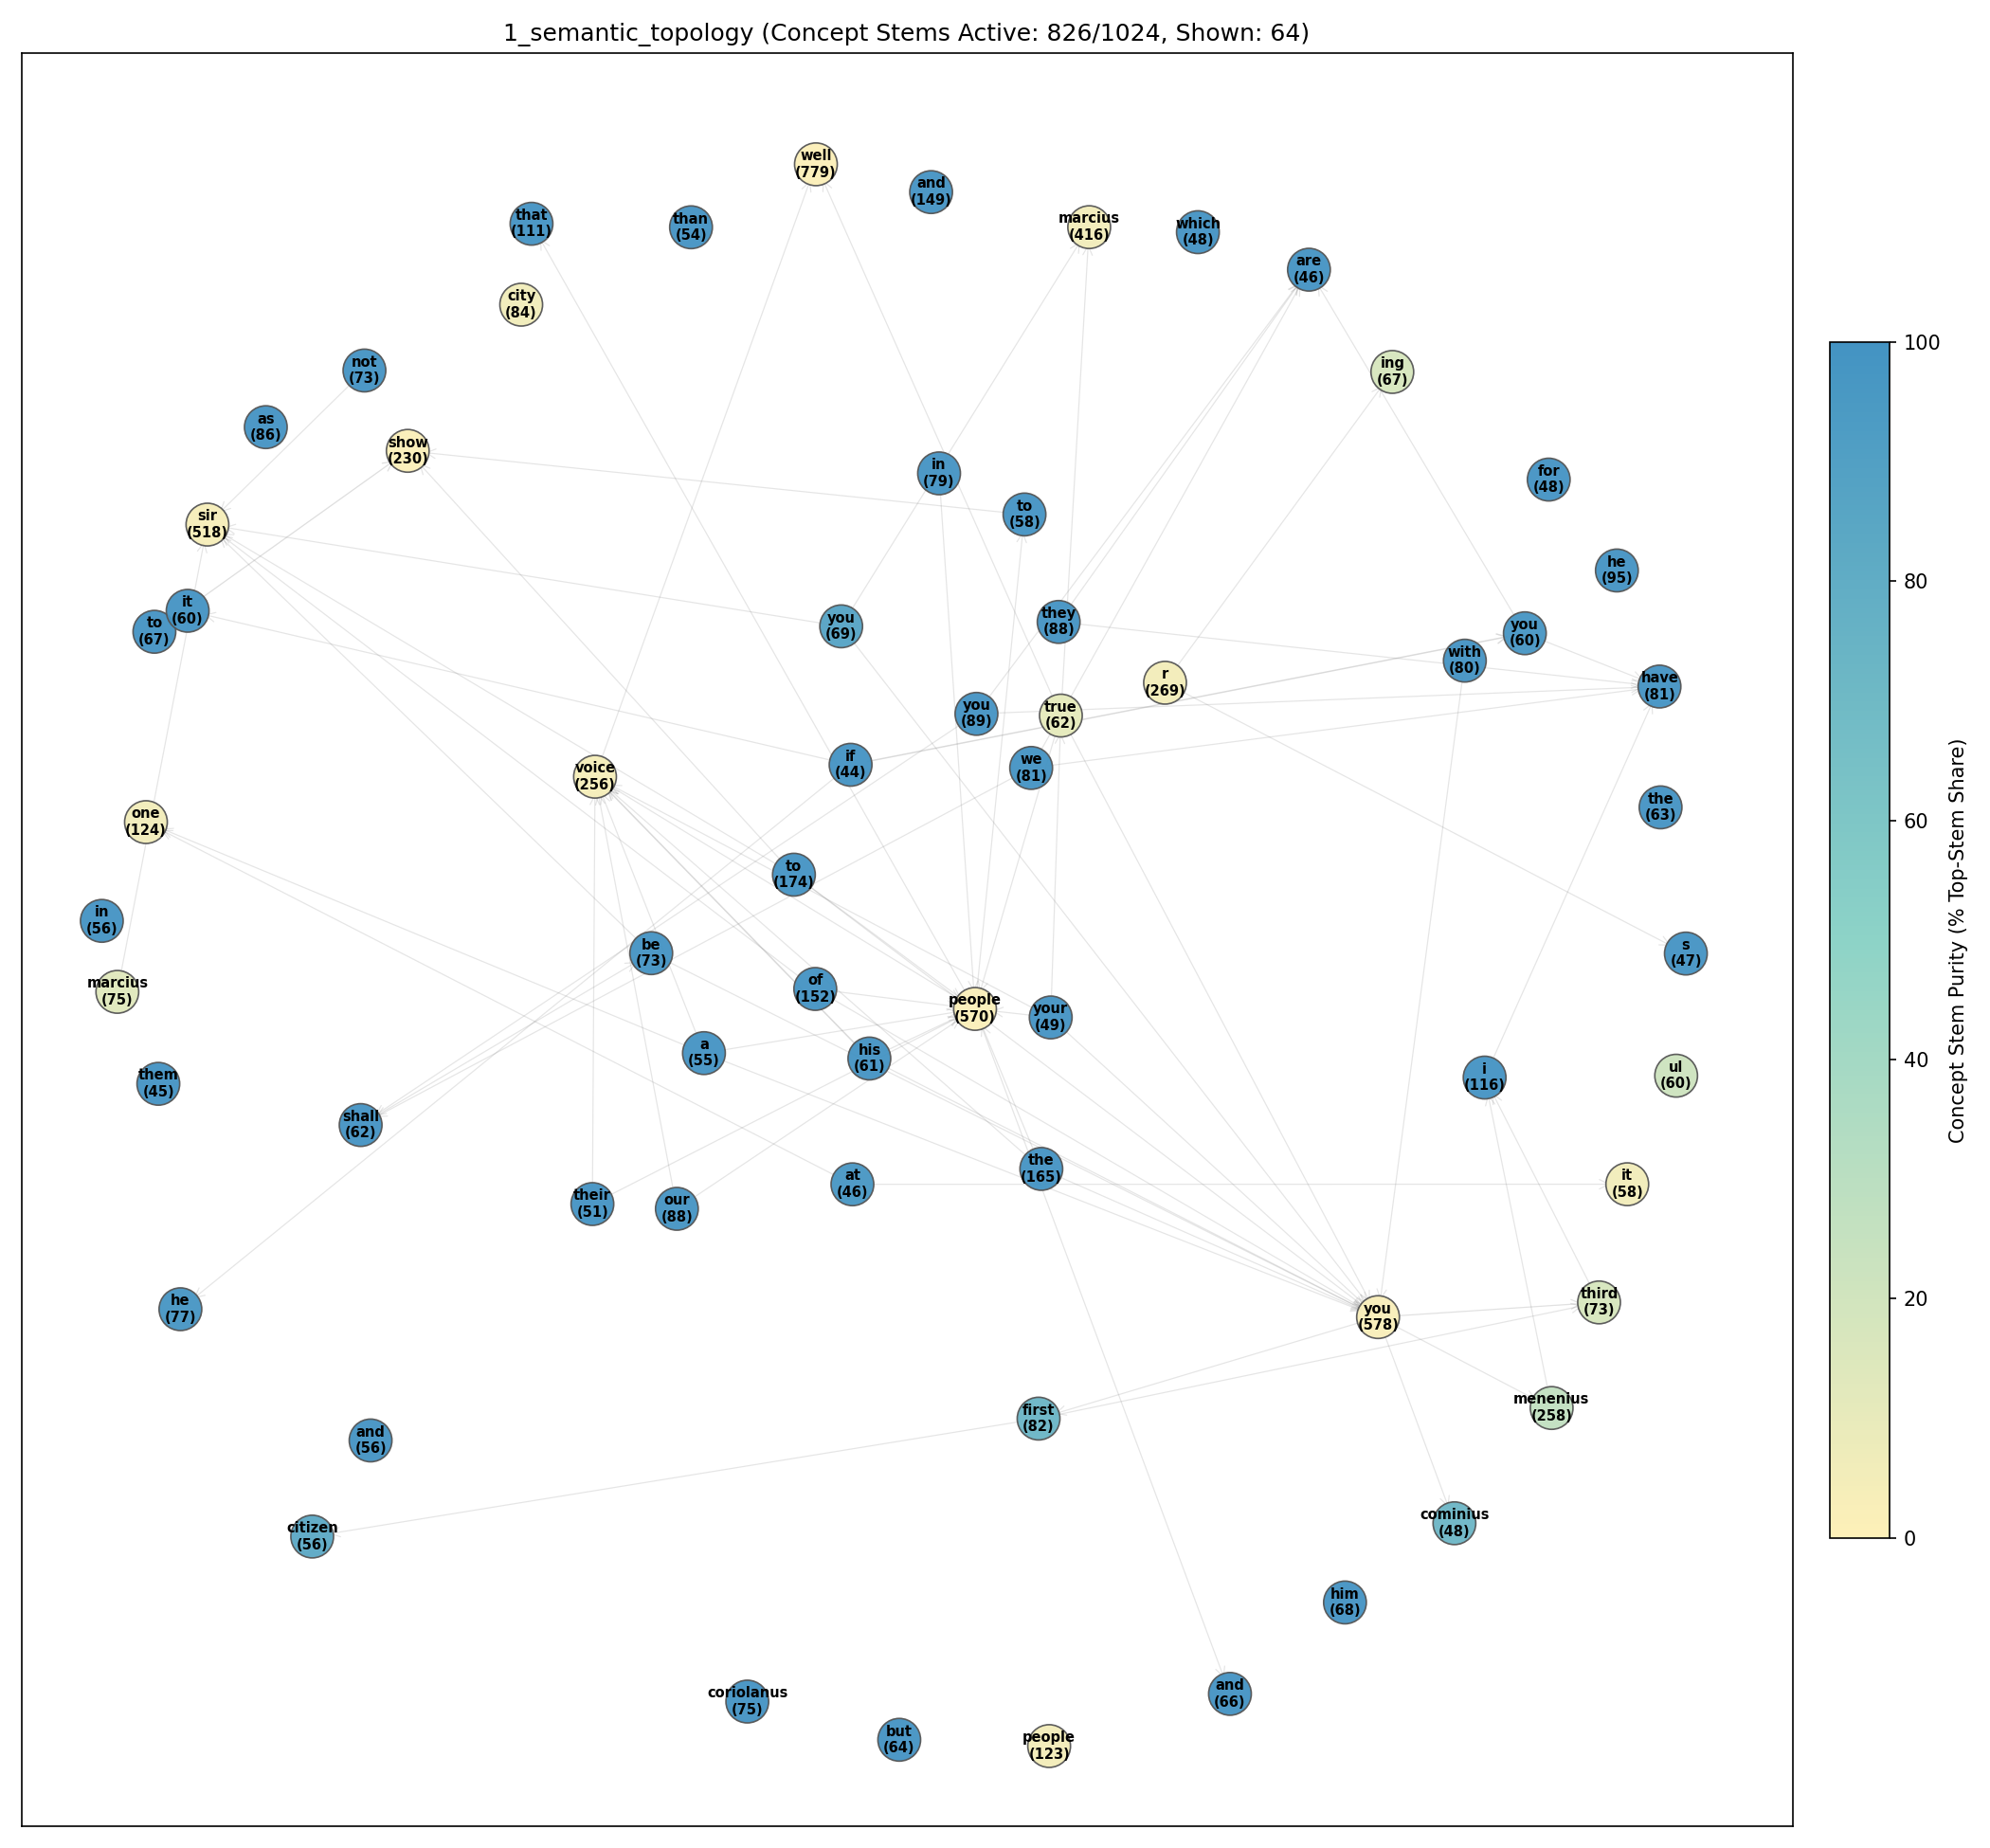 1_semantic_topology (Concept Stems Active: 826/1024, Shown: 64)
well
(779)
and
(149)
that
(111)
than
(54)
marcius
(416)
which
(48)
are
(46)
city
(84)
not
(73)
ing
(67)
as
(86)
show
(230)
in
(79)
for
(48)
to
(58)
sir
(518)
he
(95)
it
(60)
to
(67)
you
(69)
they
(88)
you
(60)
with
(80)
r
(269)
have
(81)
you
(89)
true
(62)
if
(44)
we
(81)
voice
(256)
the
(63)
one
(124)
to
(174)
in
(56)
be
(73)
s
(47)
of
(152)
marcius
(75)
people
(570)
your
(49)
a
(55)
his
(61)
them
(45)
i
(116)
ul
(60)
shall
(62)
the
(165)
at
(46)
it
(58)
their
(51)
our
(88)
he
(77)
you
(578)
third
(73)
menenius
(258)
first
(82)
and
(56)
cominius
(48)
citizen
(56)
him
(68)
coriolanus
(75)
and
(66)
but
(64)
people
(123)
100
80
60
40
20
0
Concept Stem Purity (% Top-Stem Share)